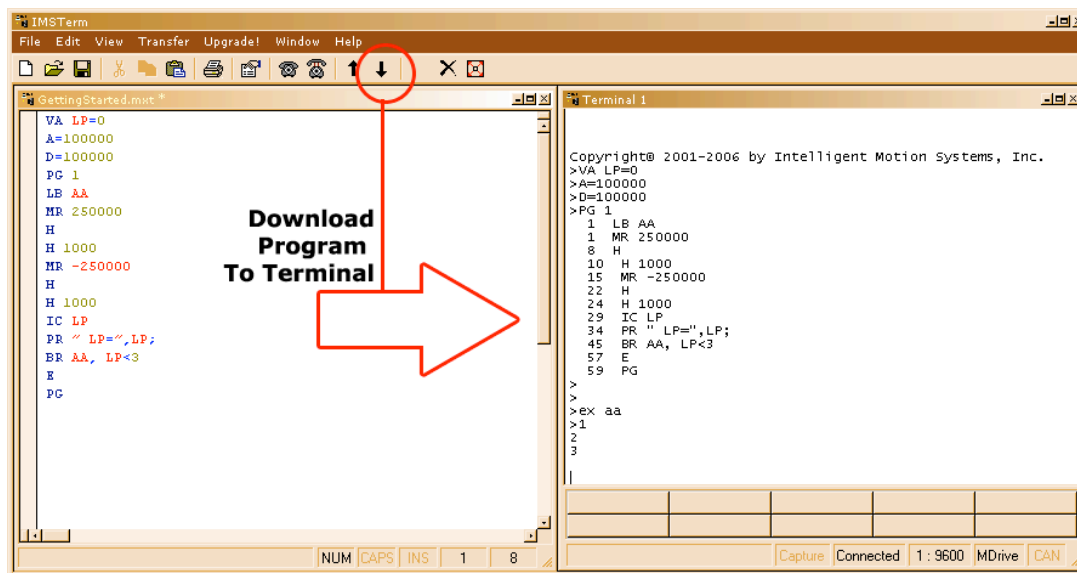 IMSTerm
File Edit View Transfer Upgrade! Window Help
GettingStarted.mxt *
VA LP=0
A=100000
D=100000
PG 1
LB AA
MR 250000
H
H 1000
MR -250000
H
H 1000
IC LP
PR " LP=",LP;
BR AA, LP<3
E
PG
Download
Program
To Terminal
NUM CAPS INS 1 8
Terminal 1
Copyright® 2001-2006 by Intelligent Motion Systems, Inc.
>VA LP=0
>A=100000
>D=100000
>PG 1
1 LB AA
1 MR 250000
8 H
10 H 1000
15 MR -250000
22 H
24 H 1000
29 IC LP
34 PR " LP=",LP;
45 BR AA, LP<3
57 E
59 PG
>
>
>ex aa
>1
2
3
Capture Connected 1 : 9600 MDrive CAN